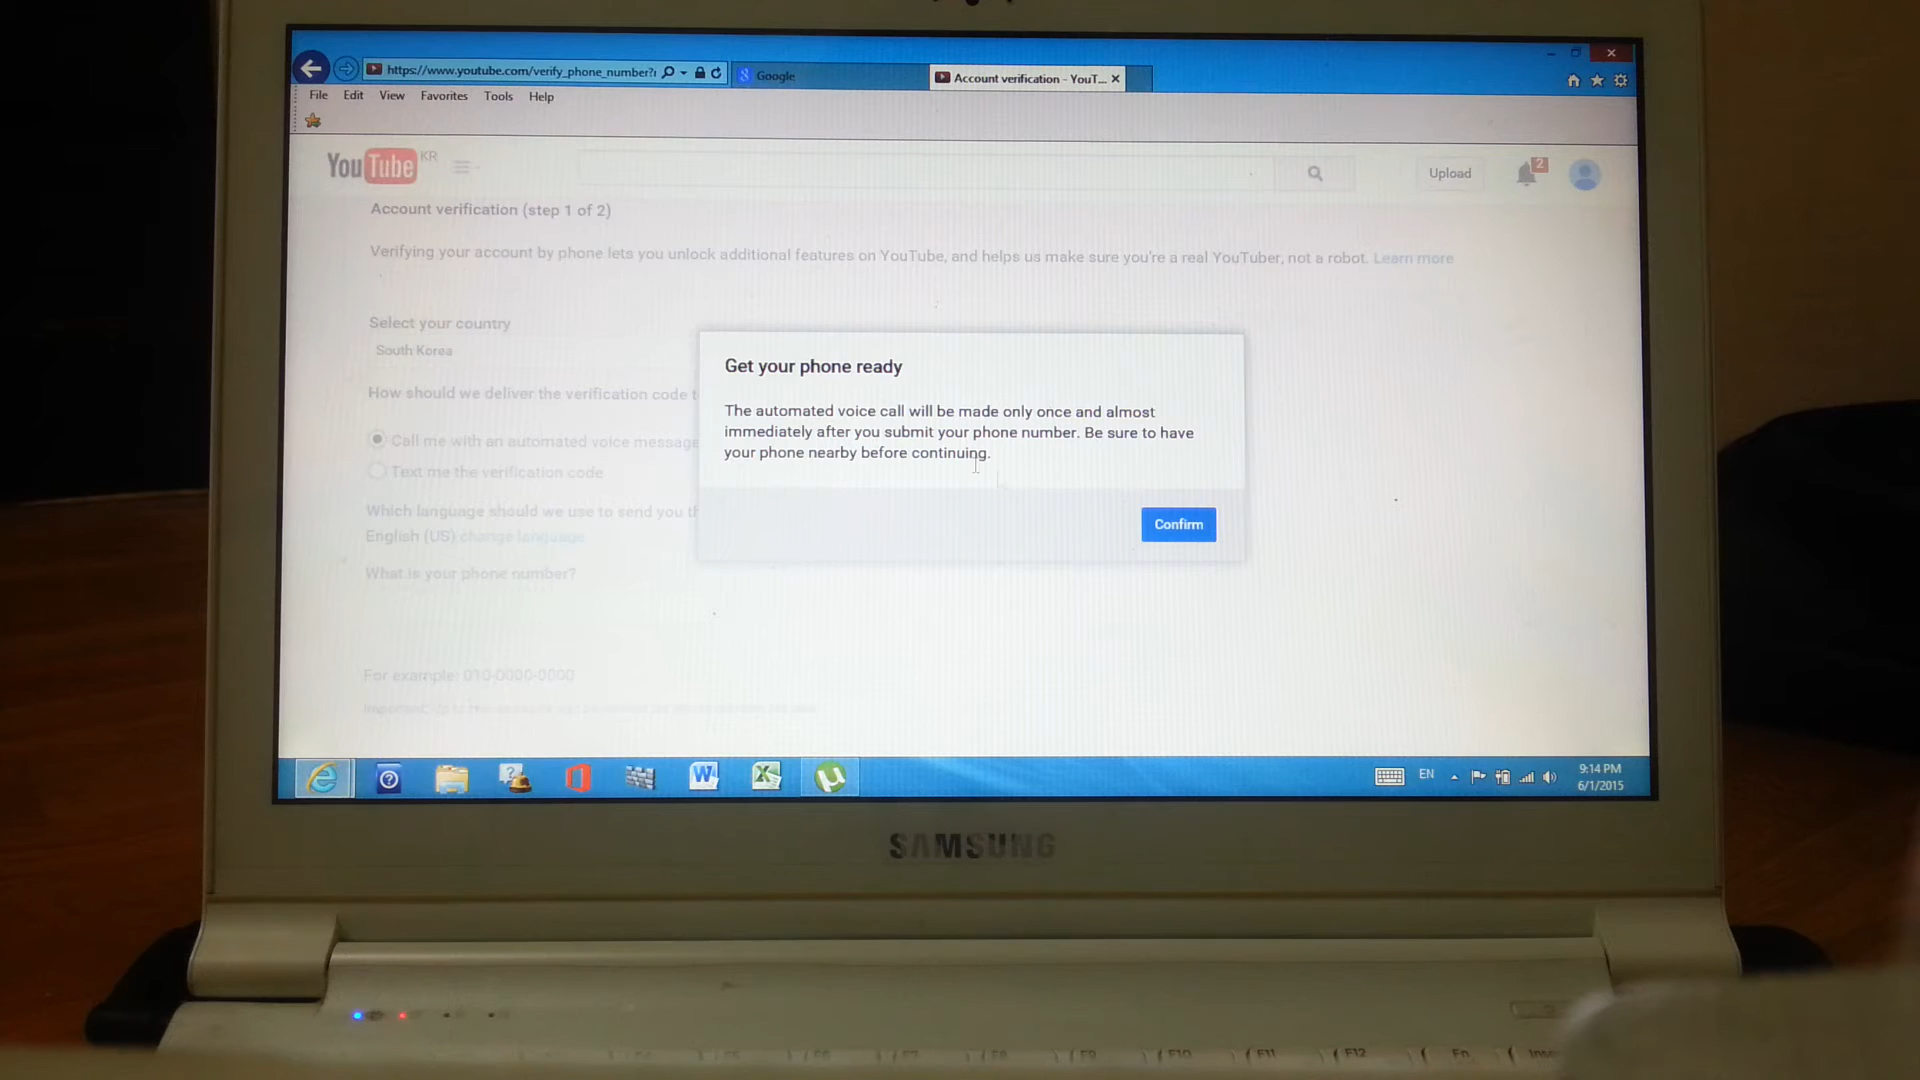 https://www.youtube.com/verify_phone_number?
Google
Account verification - YouT...
File Edit View Favorites Tools Help
YouTube KR
Upload
2
Account verification (step 1 of 2)
Verifying your account by phone lets you unlock additional features on YouTube, and helps us make sure you're a real YouTuber, not a robot. Learn more
Select your country
South Korea
How should we deliver the verification code
Call me with an automated voice message
Text me the verification code
Which language should we use to send you
English (US) change language
What is your phone number?
For example: 010-0000-0000
Get your phone ready
The automated voice call will be made only once and almost
immediately after you submit your phone number. Be sure to have
your phone nearby before continuing.
Confirm
EN
9:14 PM
6/1/2015
SAMSUNG
F10 F11 F12 Fn